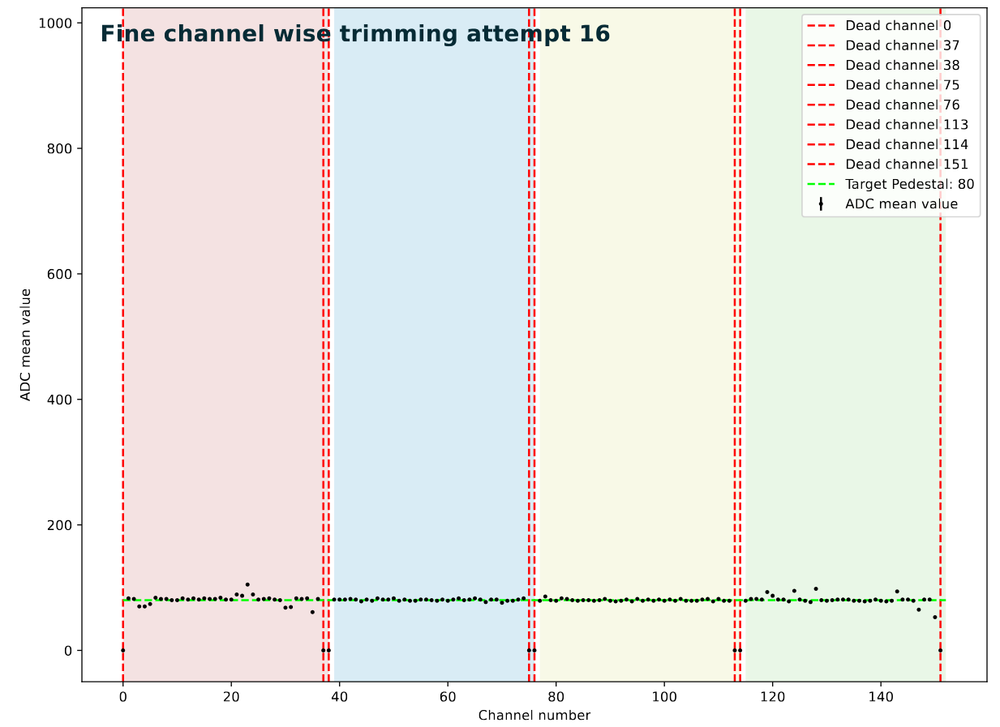 Fine channel wise trimming attempt 16
Dead channel 0
Dead channel 37
Dead channel 38
Dead channel 75
Dead channel 76
Dead channel 113
Dead channel 114
Dead channel 151
Target Pedestal: 80
ADC mean value
1000
800
600
400
200
0
ADC mean value
0 20 40 60 80 100 120 140
Channel number